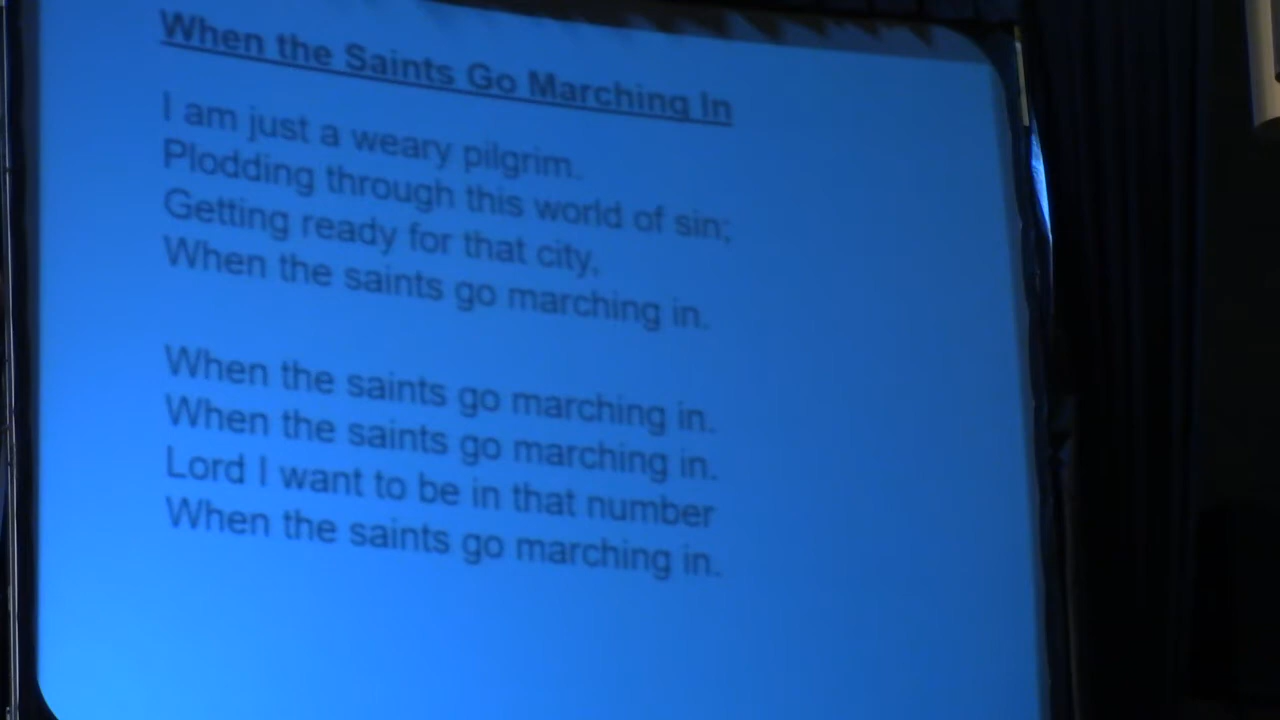 When the Saints Go Marching In
I am just a weary pilgrim.
Plodding through this world of sin;
Getting ready for that city,
When the saints go marching in.
When the saints go marching in.
When the saints go marching in.
Lord I want to be in that number
When the saints go marching in.